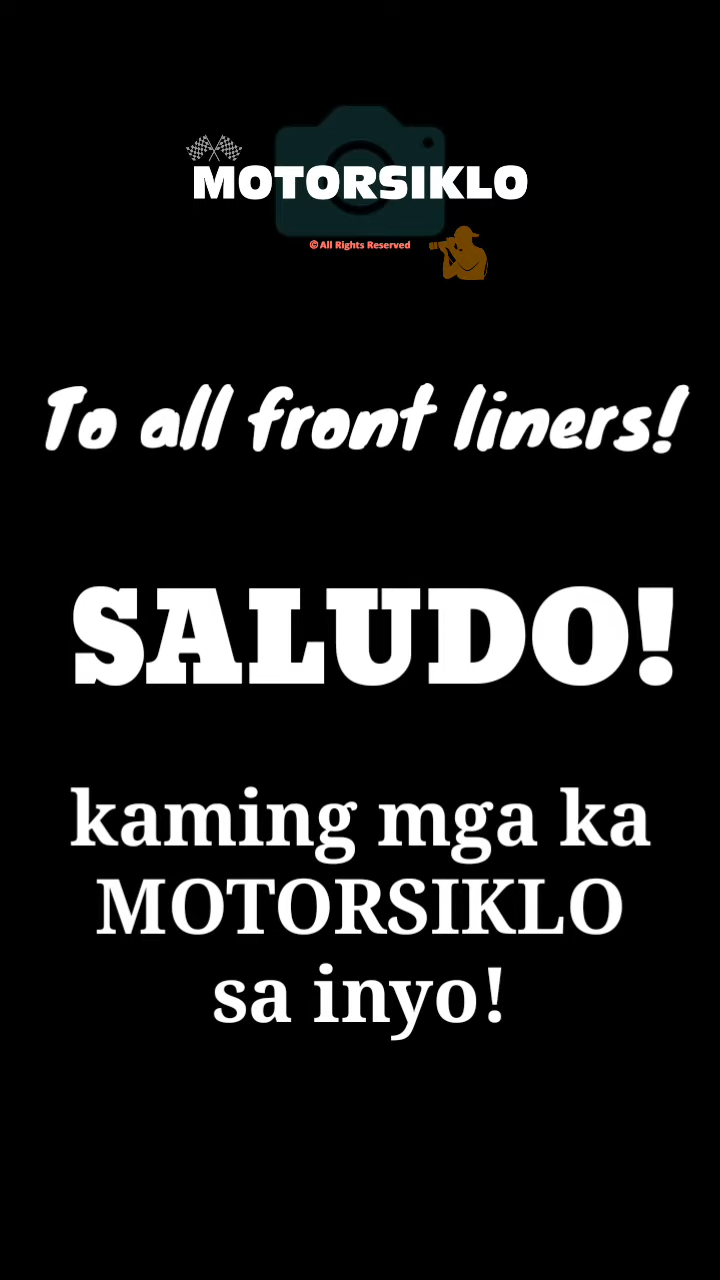 MOTORSIKLO
©All Rights Reserved
To all front liners!
SALUDO!
kaming mga ka
MOTORSIKLO
sa inyo!